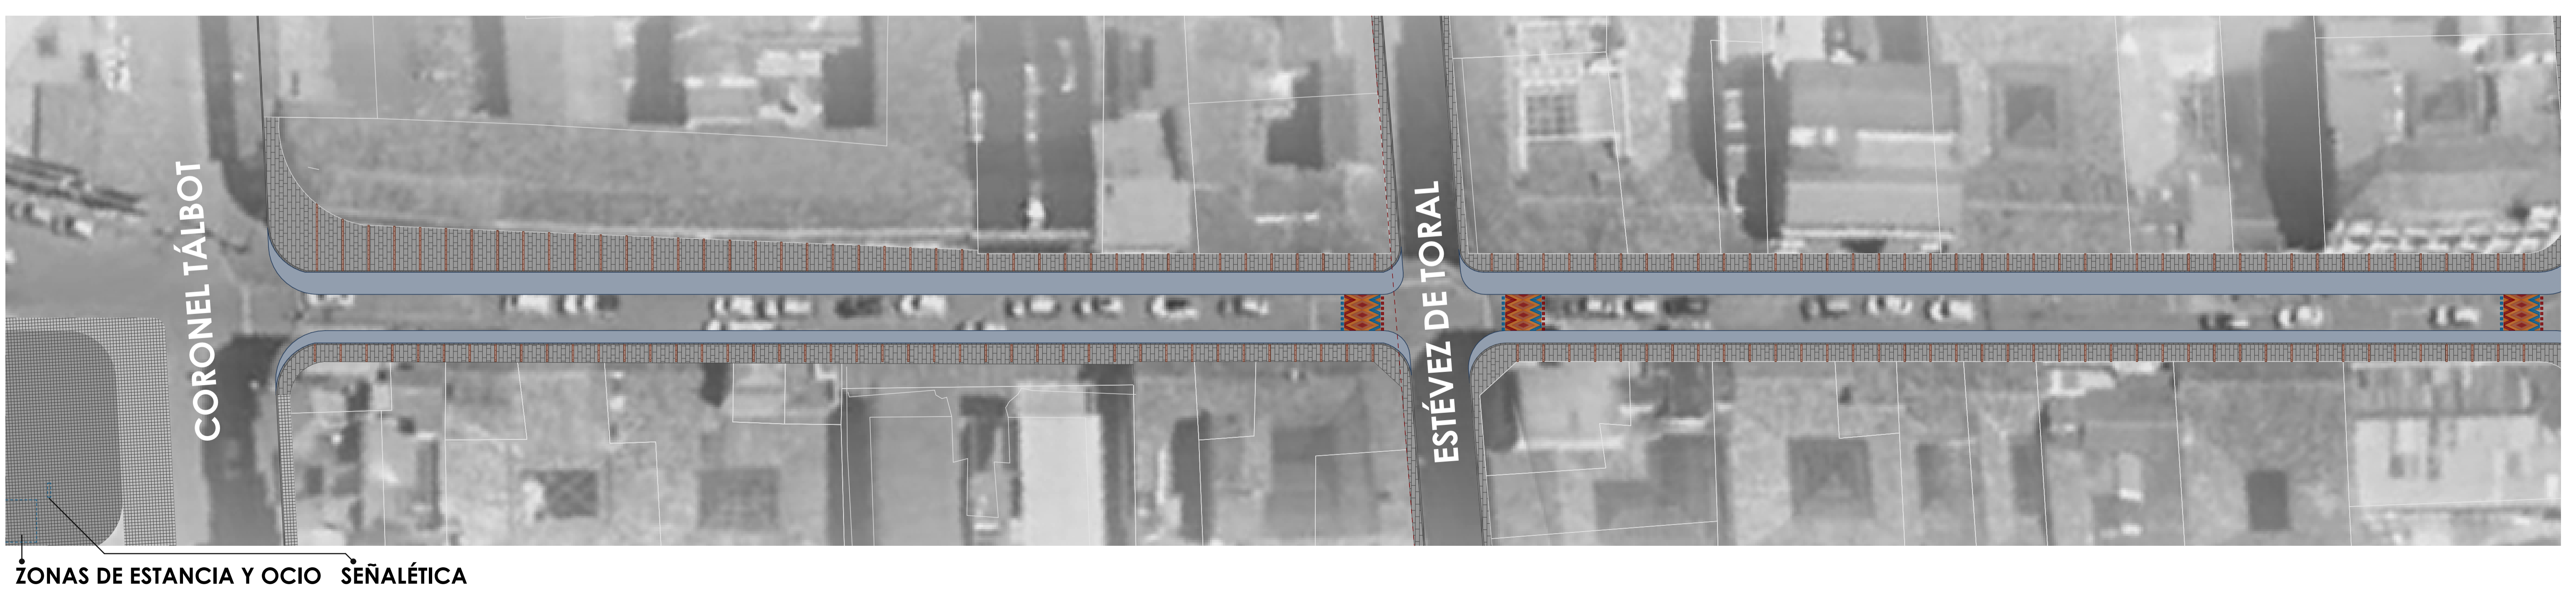 CORONEL TÁLBOT
ESTÉVEZ DE TORAL
ZONAS DE ESTANCIA Y OCIO
SEÑALÉTICA